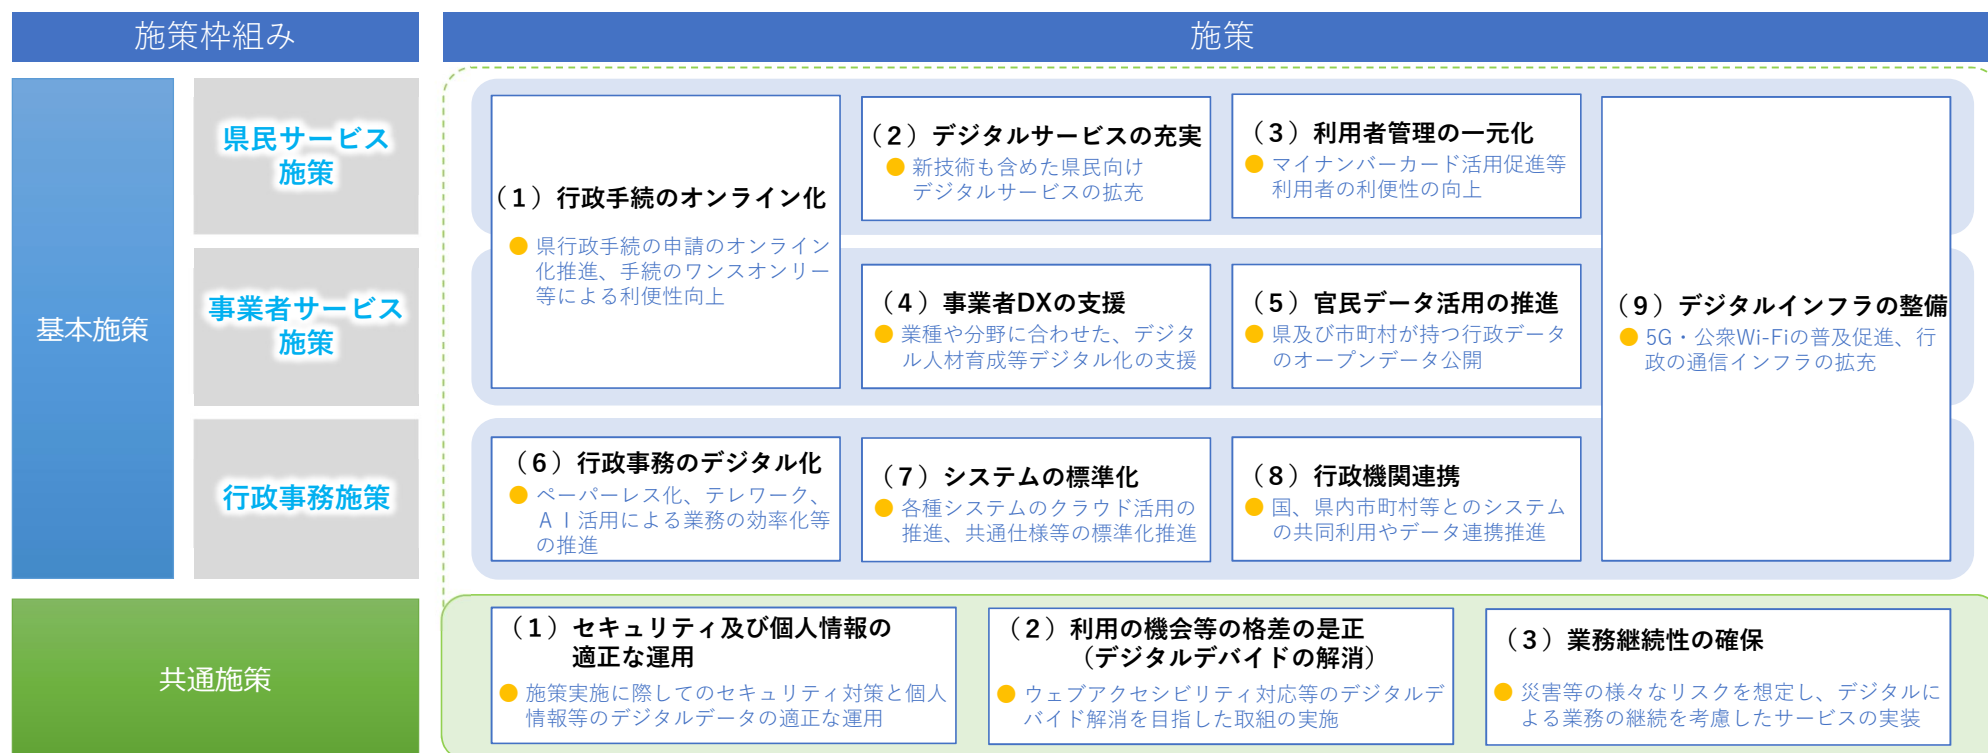 施策枠組み
施策
基本施策
県民サービス
施策
（1）行政手続のオンライン化
県行政手続の申請のオンライン
化推進、手続のワンスオンリー
等による利便性向上
（2）デジタルサービスの充実
新技術も含めた県民向け
デジタルサービスの拡充
（3）利用者管理の一元化
マイナンバーカード活用促進等
利用者の利便性の向上
事業者サービス
施策
（4）事業者DXの支援
業種や分野に合わせた、デジタ
ル人材育成等デジタル化の支援
（5）官民データ活用の推進
県及び市町村が持つ行政データ
のオープンデータ公開
（9）デジタルインフラの整備
5G・公衆Wi-Fiの普及促進、行
政の通信インフラの拡充
行政事務施策
（6）行政事務のデジタル化
ペーパーレス化、テレワーク、
ＡＩ活用による業務の効率化等
の推進
（7）システムの標準化
各種システムのクラウド活用の
推進、共通仕様等の標準化推進
（8）行政機関連携
国、県内市町村等とのシステム
の共同利用やデータ連携推進
共通施策
（1）セキュリティ及び個人情報の
適正な運用
施策実施に際してのセキュリティ対策と個人
情報等のデジタルデータの適正な運用
（2）利用の機会等の格差の是正
（デジタルデバイドの解消）
ウェブアクセシビリティ対応等のデジタルデ
バイド解消を目指した取組の実施
（3）業務継続性の確保
災害等の様々なリスクを想定し、デジタルに
よる業務の継続を考慮したサービスの実装